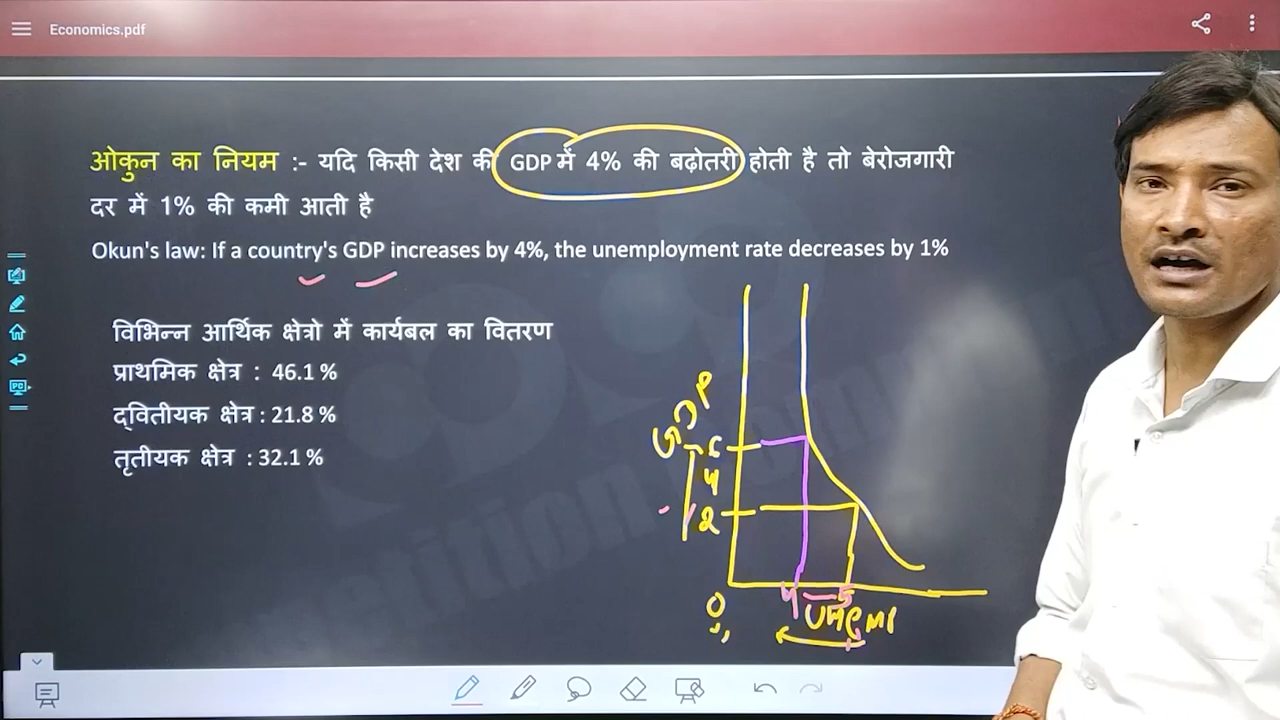 Economics.pdf
ओकुन का नियम :- यदि किसी देश की GDP में 4% की बढ़ोतरी होती है तो बेरोजगारी
दर में 1% की कमी आती है
Okun's law: If a country's GDP increases by 4%, the unemployment rate decreases by 1%
विभिन्न आर्थिक क्षेत्रो में कार्यबल का वितरण
प्राथमिक क्षेत्र : 46.1 %
द्वितीयक क्षेत्र : 21.8 %
तृतीयक क्षेत्र : 32.1 %
GDP
6
4
2
0
4 5